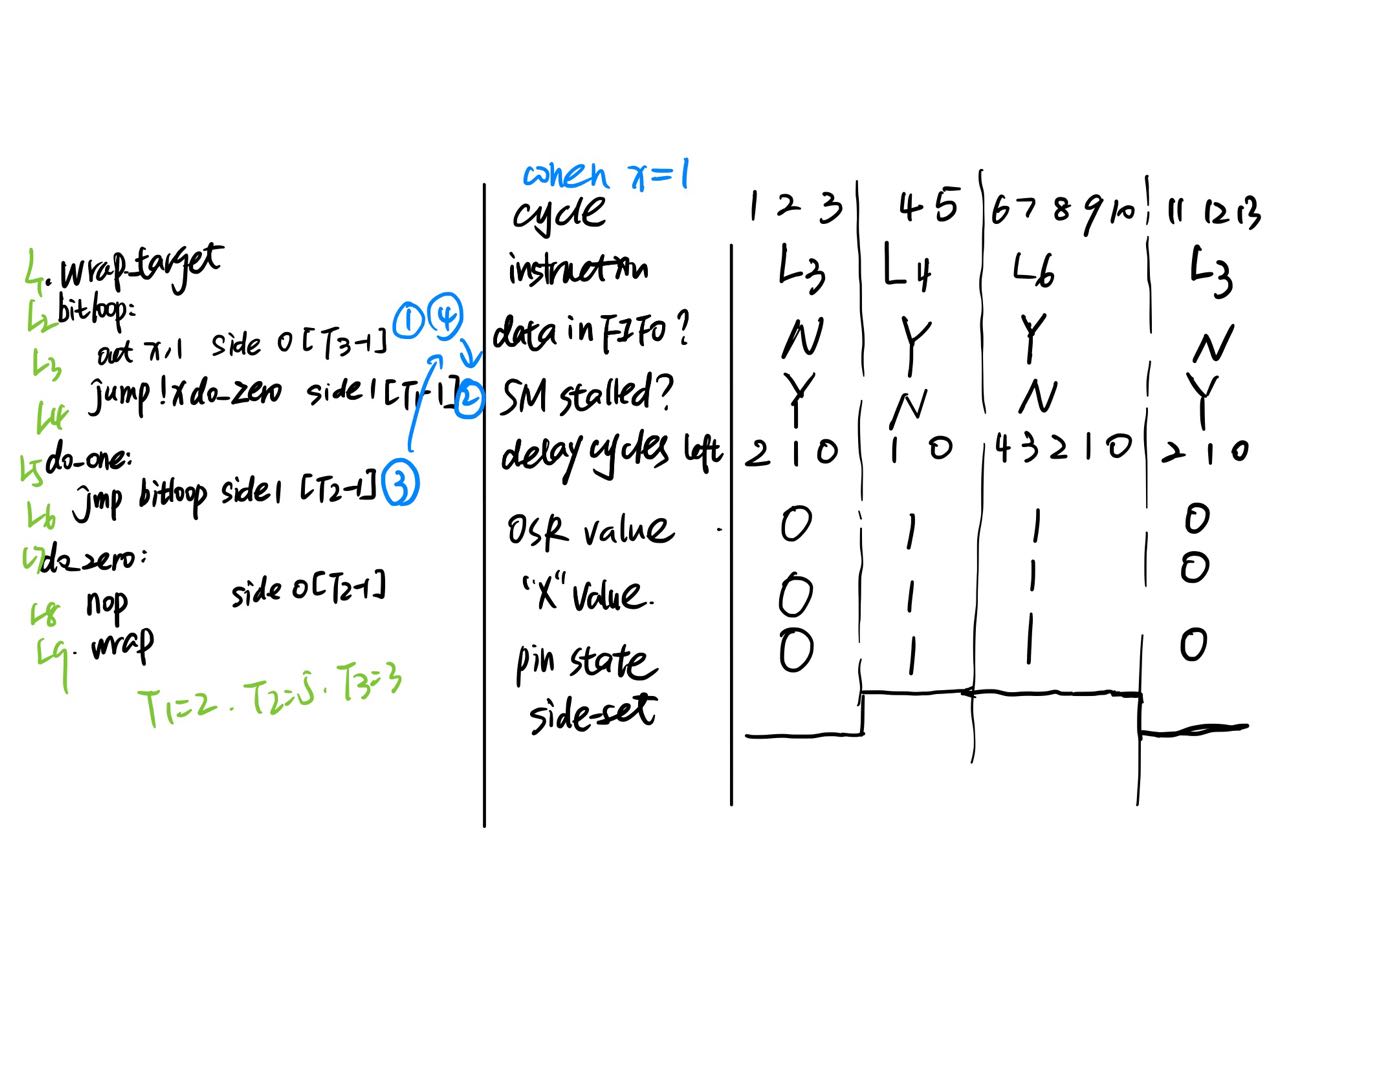 L1. wrap_target
L2 bitloop:
L3 out x,1 side 0 [T3-1] ① ④
L4 jump !x do_zero side 1 [T1-1] ②
L5 do_one:
L6 jmp bitloop side 1 [T2-1] ③
L7 do_zero:
L8 nop side 0 [T2-1]
L9. wrap
T1=2. T2=5. T3=3
when x=1
cycle 1 2 3 4 5 6 7 8 9 10 11 12 13
instruction L3 L4 L6 L3
data in FIFO? N Y Y N
SM stalled? Y N N Y
delay cycles left 2 1 0 1 0 4 3 2 1 0 2 1 0
OSR value 0 1 1 0
"X" value. 0 1 1 0
pin state 0 1 1 0
side-set